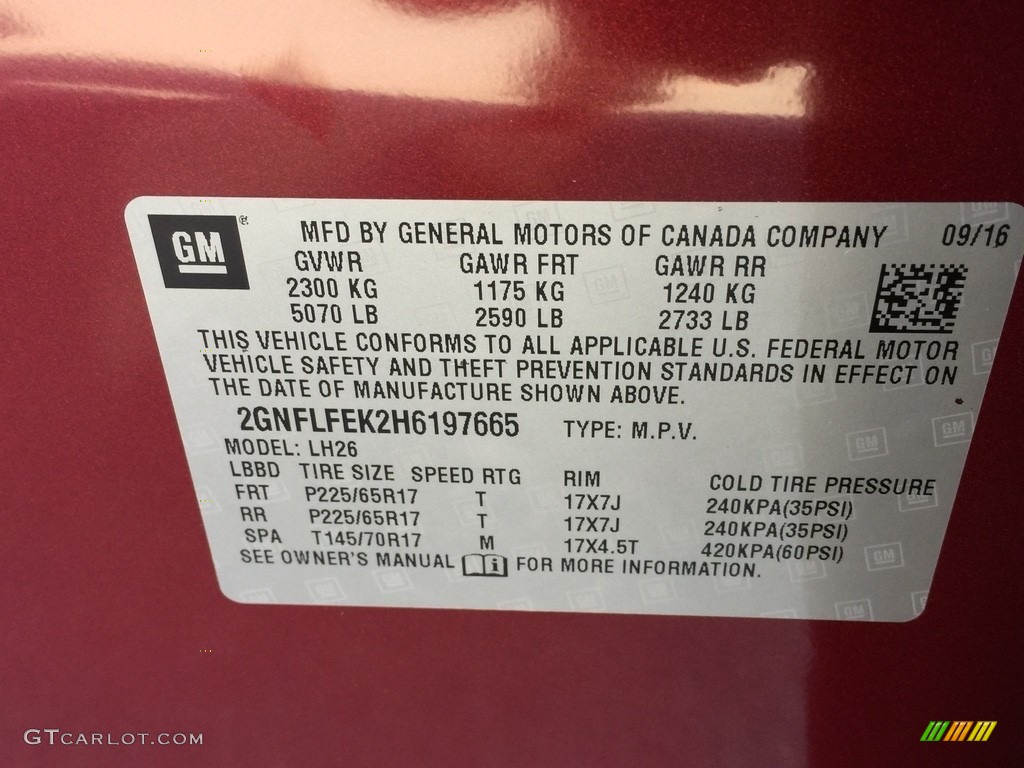 GM ® MFD BY GENERAL MOTORS OF CANADA COMPANY 09/16
GVWR GAWR FRT GAWR RR
2300 KG 1175 KG 1240 KG
5070 LB 2590 LB 2733 LB
THIS VEHICLE CONFORMS TO ALL APPLICABLE U.S. FEDERAL MOTOR
VEHICLE SAFETY AND THEFT PREVENTION STANDARDS IN EFFECT ON
THE DATE OF MANUFACTURE SHOWN ABOVE.
2GNFLFEK2H6197665 TYPE: M.P.V.
MODEL: LH26
LBBD TIRE SIZE SPEED RTG RIM COLD TIRE PRESSURE
FRT P225/65R17 T 17X7J 240KPA(35PSI)
RR P225/65R17 T 17X7J 240KPA(35PSI)
SPA T145/70R17 M 17X4.5T 420KPA(60PSI)
SEE OWNER'S MANUAL i FOR MORE INFORMATION.
GTCARLOT.COM